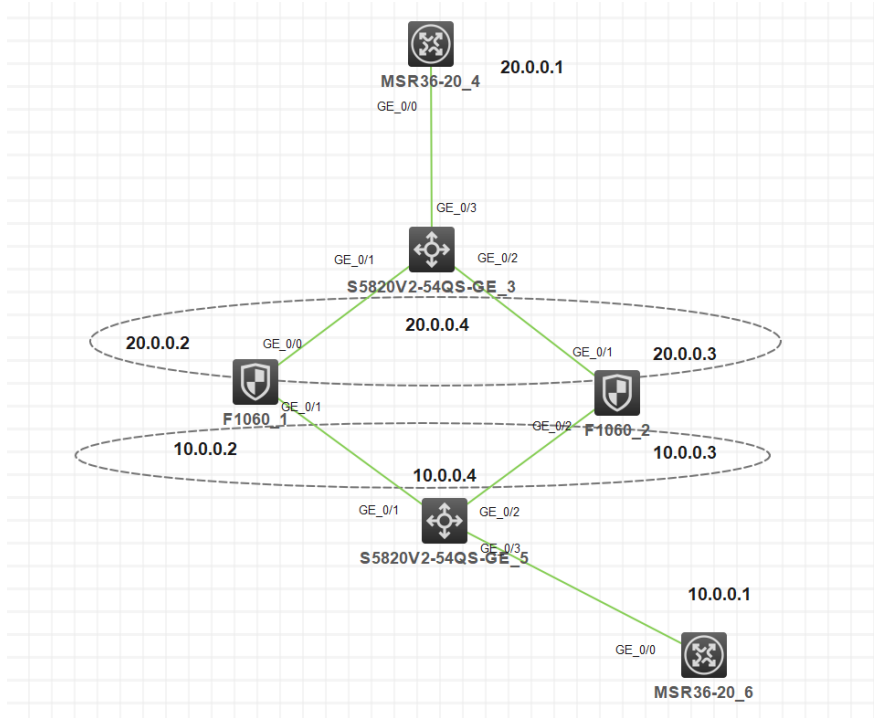 MSR36-20_4
20.0.0.1
GE_0/0
GE_0/3
GE_0/1
GE_0/2
S5820V2-54QS-GE_3
20.0.0.4
20.0.0.2
GE_0/0
GE_0/1
20.0.0.3
GE_0/1
F1060_1
GE_0/2
F1060_2
10.0.0.2
10.0.0.3
10.0.0.4
GE_0/1
GE_0/2
GE_0/3
S5820V2-54QS-GE_5
10.0.0.1
GE_0/0
MSR36-20_6